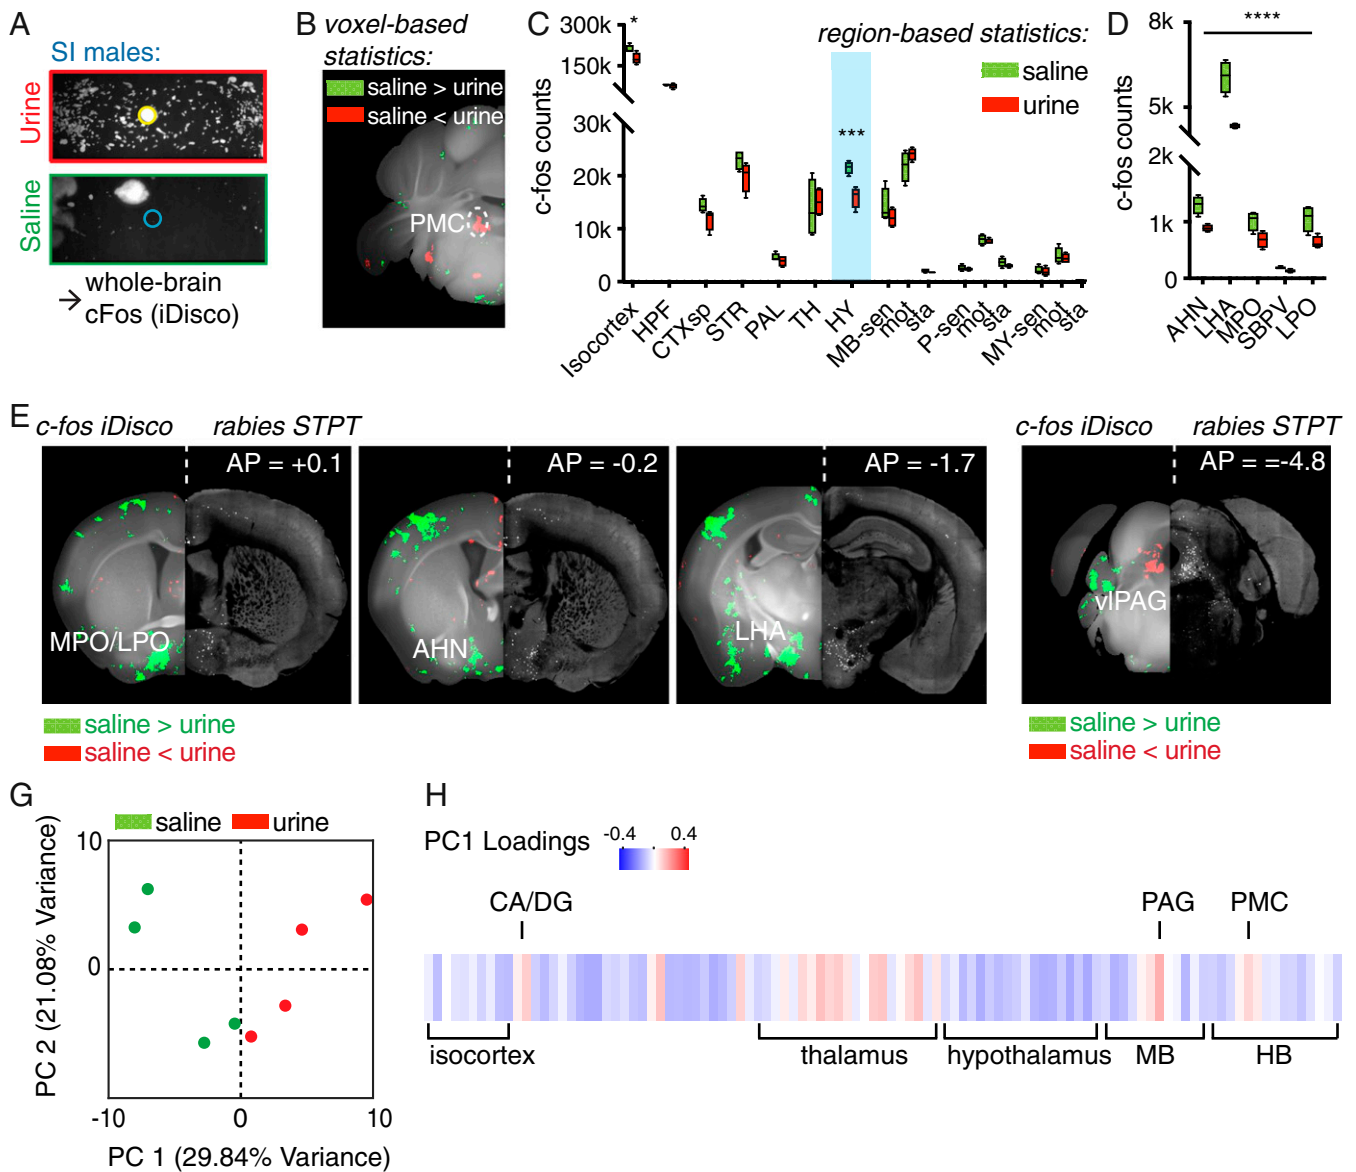 A
SI males:
Urine
Saline
whole-brain
→ cFos (iDisco)
B voxel-based
statistics:
saline > urine
saline < urine
PMC
C
region-based statistics:
saline
urine
c-fos counts
300k
150k
30k
20k
10k
0
*
***
Isocortex
HPF
CTXsp
STR
PAL
TH
HY
MB-sen
mot
sta
P-sen
mot
sta
MY-sen
mot
sta
D
****
c-fos counts
8k
5k
2k
1k
0
AHN
LHA
MPO
SBPV
LPO
E
c-fos iDisco rabies STPT
AP = +0.1
MPO/LPO
AP = -0.2
AHN
AP = -1.7
LHA
c-fos iDisco rabies STPT
AP = =-4.8
vlPAG
saline > urine
saline < urine
saline > urine
saline < urine
G
saline urine
PC 2 (21.08% Variance)
10
0
-10 0 10
PC 1 (29.84% Variance)
H
PC1 Loadings
-0.4 0.4
CA/DG
PAG
PMC
isocortex
thalamus
hypothalamus
MB
HB